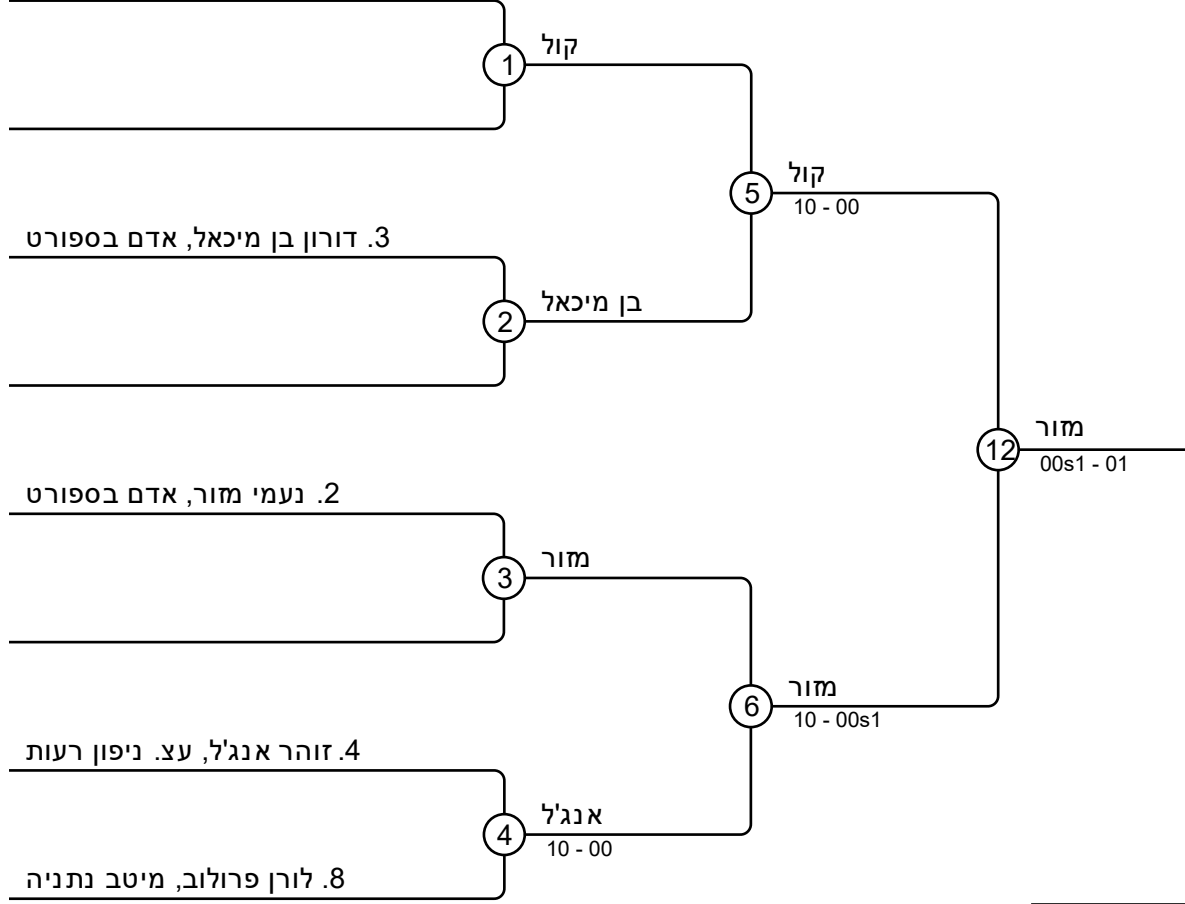 קול
1
קול
5
10 - 00
3. דורון בן מיכאל, אדם בספורט
בן מיכאל
2
מזור
12
00s1 - 01
2. נעמי מזור, אדם בספורט
מזור
3
מזור
6
10 - 00s1
4. זוהר אנג'ל, עצ. ניפון רעות
אנג'ל
4
10 - 00
8. לורן פרולוב, מיטב נתניה